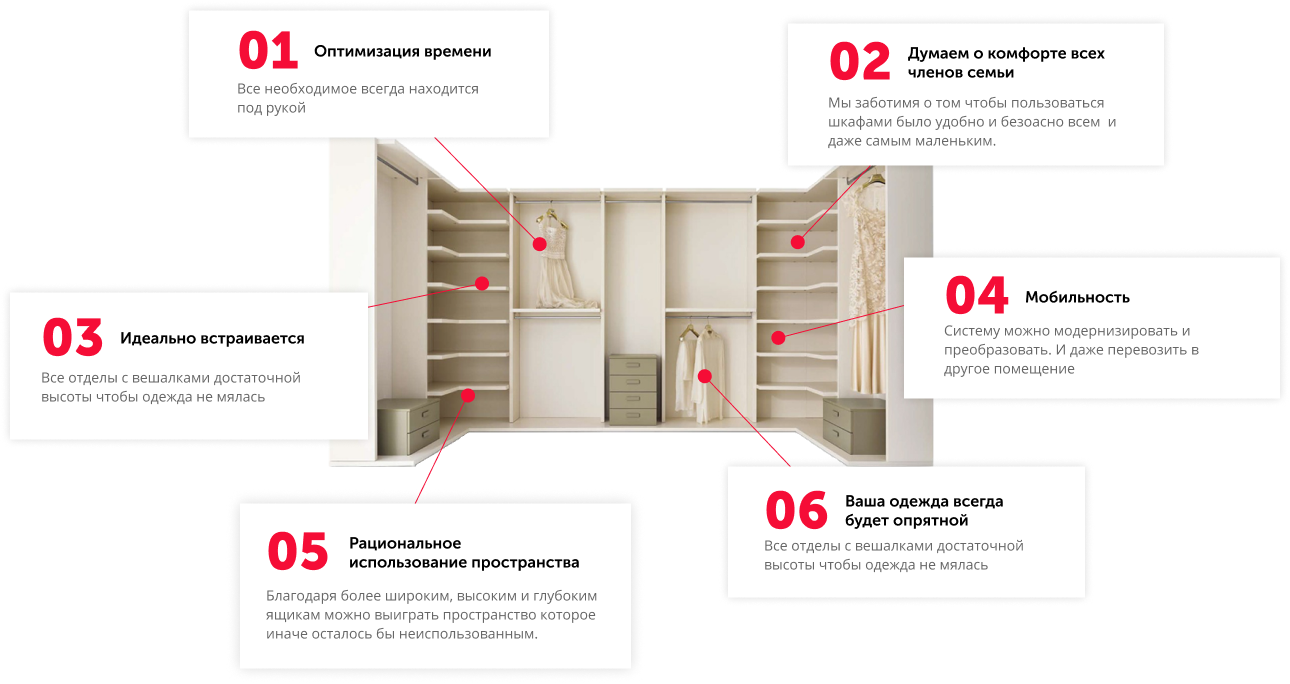 01 Оптимизация времени
Все необходимое всегда находится
под рукой
02 Думаем о комфорте всех
членов семьи
Мы заботимя о том чтобы пользоваться
шкафами было удобно и безоасно всем и
даже самым маленьким.
03 Идеально встраивается
Все отделы с вешалками достаточной
высоты чтобы одежда не мялась
04 Мобильность
Систему можно модернизировать и
преобразовать. И даже перевозить в
другое помещение
05 Рациональное
использование пространства
Благодаря более широким, высоким и глубоким
ящикам можно выиграть пространство которое
иначе осталось бы неиспользованным.
06 Ваша одежда всегда
будет опрятной
Все отделы с вешалками достаточной
высоты чтобы одежда не мялась